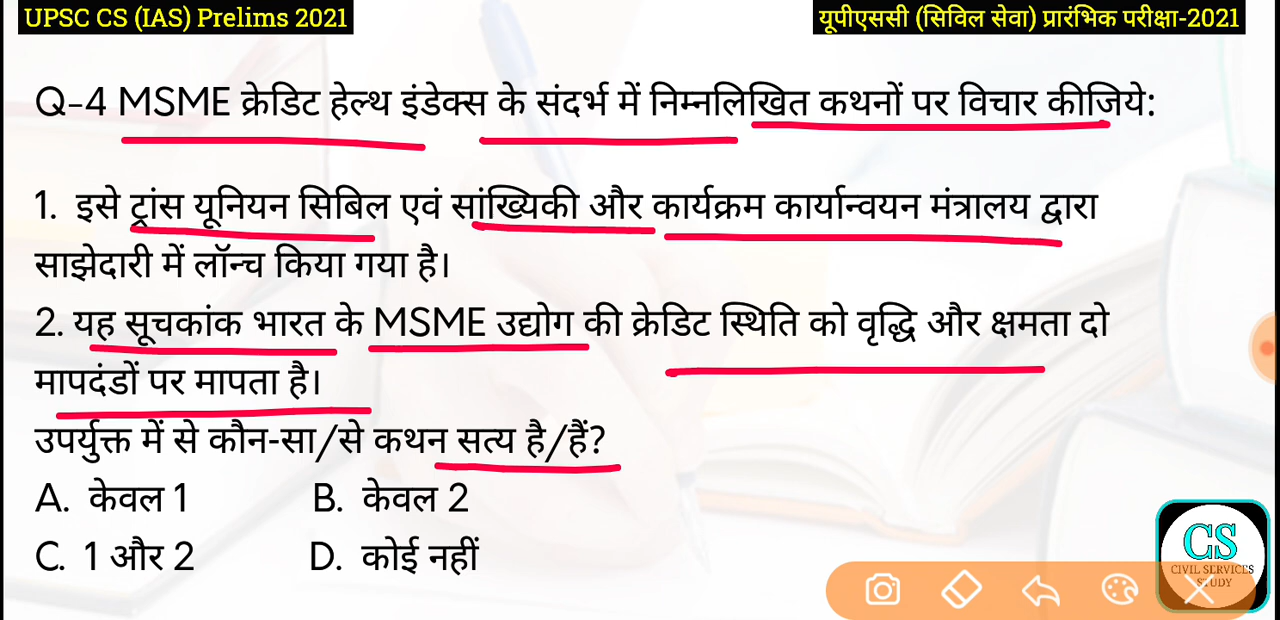 UPSC CS (IAS) Prelims 2021
यूपीएससी (सिविल सेवा) प्रारंभिक परीक्षा-2021
Q-4 MSME क्रेडिट हेल्थ इंडेक्स के संदर्भ में निम्नलिखित कथनों पर विचार कीजिये:
1. इसे ट्रांस यूनियन सिबिल एवं सांख्यिकी और कार्यक्रम कार्यान्वयन मंत्रालय द्वारा
साझेदारी में लॉन्च किया गया है।
2. यह सूचकांक भारत के MSME उद्योग की क्रेडिट स्थिति को वृद्धि और क्षमता दो
मापदंडों पर मापता है।
उपर्युक्त में से कौन-सा/से कथन सत्य है/हैं?
A. केवल 1 B. केवल 2
C. 1 और 2 D. कोई नहीं
CS
CIVIL SERVICES
STUDY